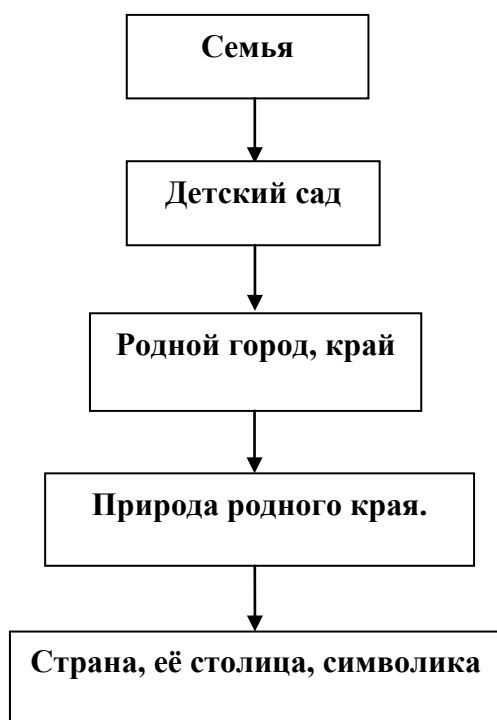 Семья
Детский сад
Родной город, край
Природа родного края.
Страна, её столица, символика